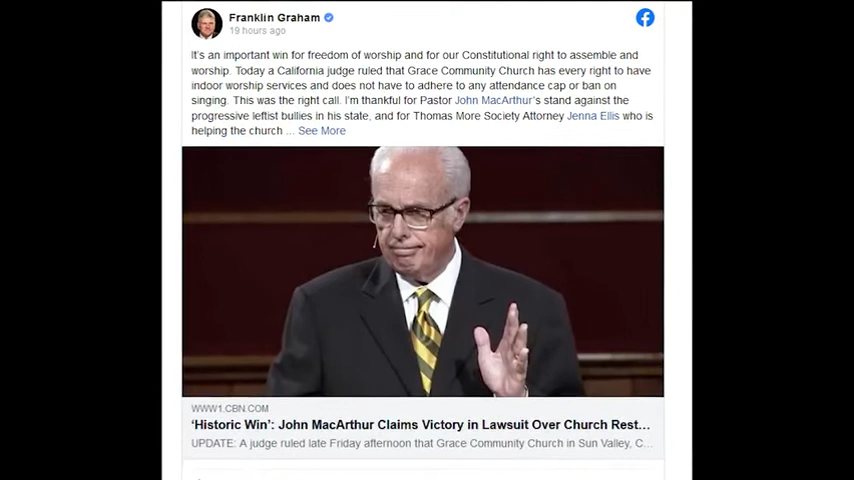 Franklin Graham
19 hours ago
It's an important win for freedom of worship and for our Constitutional right to assemble and
worship. Today a California judge ruled that Grace Community Church has every right to have
indoor worship services and does not have to adhere to any attendance cap or ban on
singing. This was the right call. I'm thankful for Pastor John MacArthur's stand against the
progressive leftist bullies in his state, and for Thomas More Society Attorney Jenna Ellis who is
helping the church ... See More
WWW1.CBN.COM
‘Historic Win’: John MacArthur Claims Victory in Lawsuit Over Church Rest...
UPDATE: A judge ruled late Friday afternoon that Grace Community Church in Sun Valley, C...